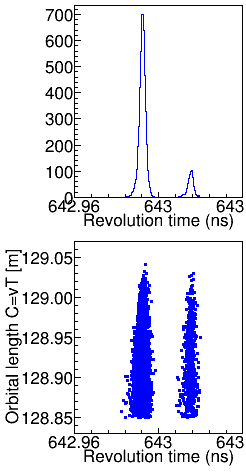 700
600
500
400
300
200
100
0
642.96 643 643
Revolution time (ns)
Orbital length C=vT [m]
129.05
129.00
128.95
128.90
128.85
642.96 643 643
Revolution time (ns)